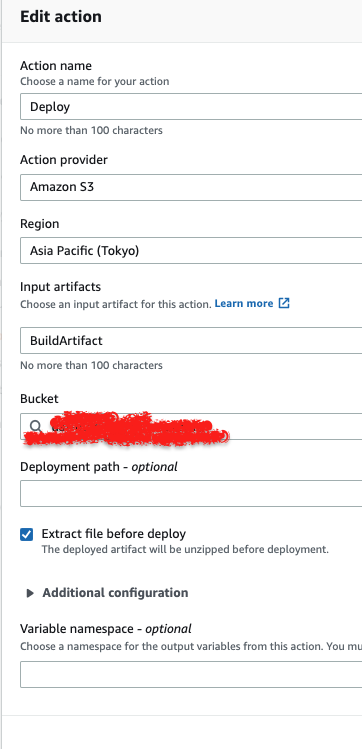 Edit action
Action name
Choose a name for your action
Deploy
No more than 100 characters
Action provider
Amazon S3
Region
Asia Pacific (Tokyo)
Input artifacts
Choose an input artifact for this action. Learn more
BuildArtifact
No more than 100 characters
Bucket
Deployment path - optional
Extract file before deploy
The deployed artifact will be unzipped before deployment.
Additional configuration
Variable namespace - optional
Choose a namespace for the output variables from this action. You mu